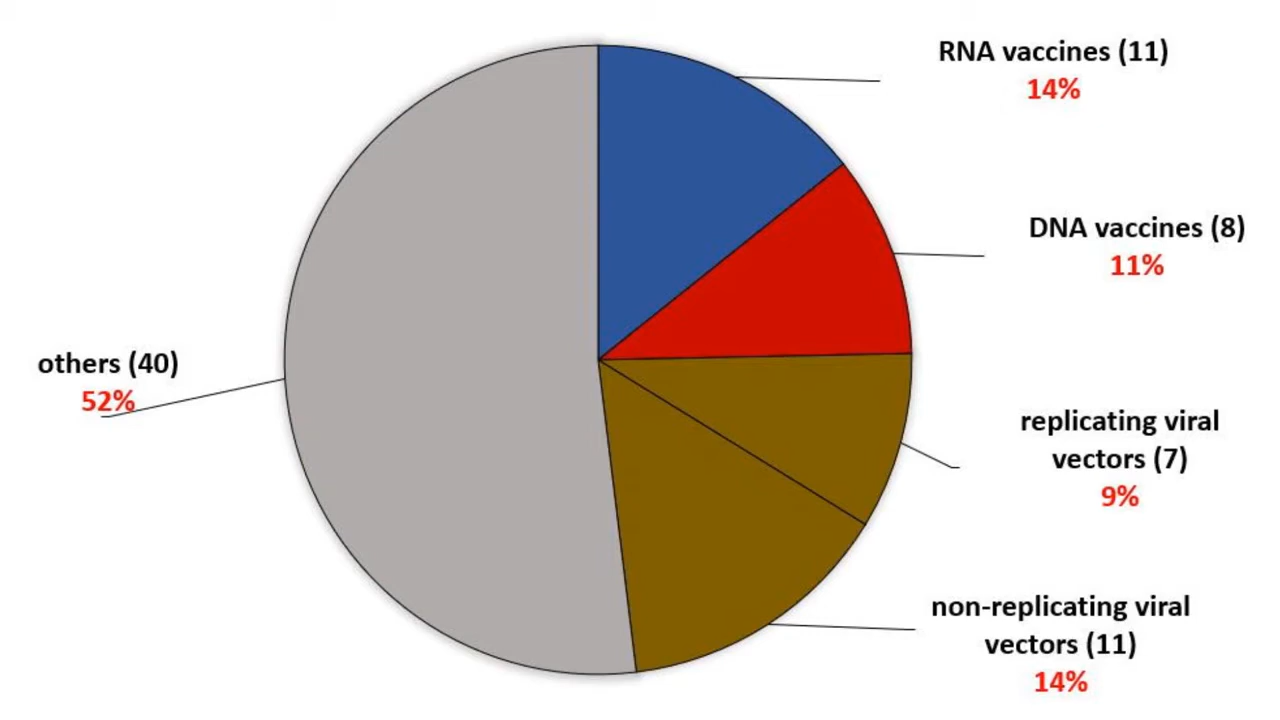 RNA vaccines (11)
14%
DNA vaccines (8)
11%
others (40)
52%
replicating viral
vectors (7)
9%
non-replicating viral
vectors (11)
14%